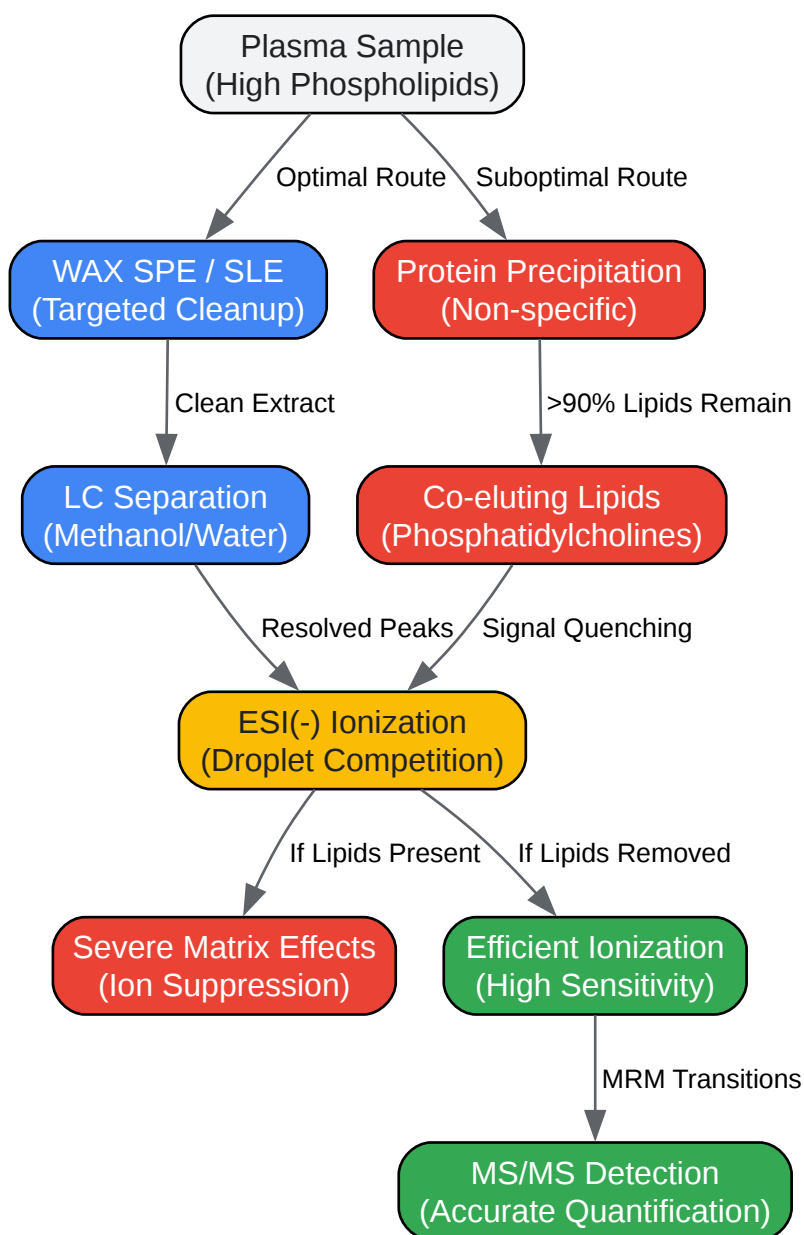 Plasma Sample
(High Phospholipids)
Optimal Route
Suboptimal Route
WAX SPE / SLE
(Targeted Cleanup)
Protein Precipitation
(Non-specific)
Clean Extract
>90% Lipids Remain
LC Separation
(Methanol/Water)
Co-eluting Lipids
(Phosphatidylcholines)
Resolved Peaks
Signal Quenching
ESI(-) Ionization
(Droplet Competition)
If Lipids Present
If Lipids Removed
Severe Matrix Effects
(Ion Suppression)
Efficient Ionization
(High Sensitivity)
MRM Transitions
MS/MS Detection
(Accurate Quantification)